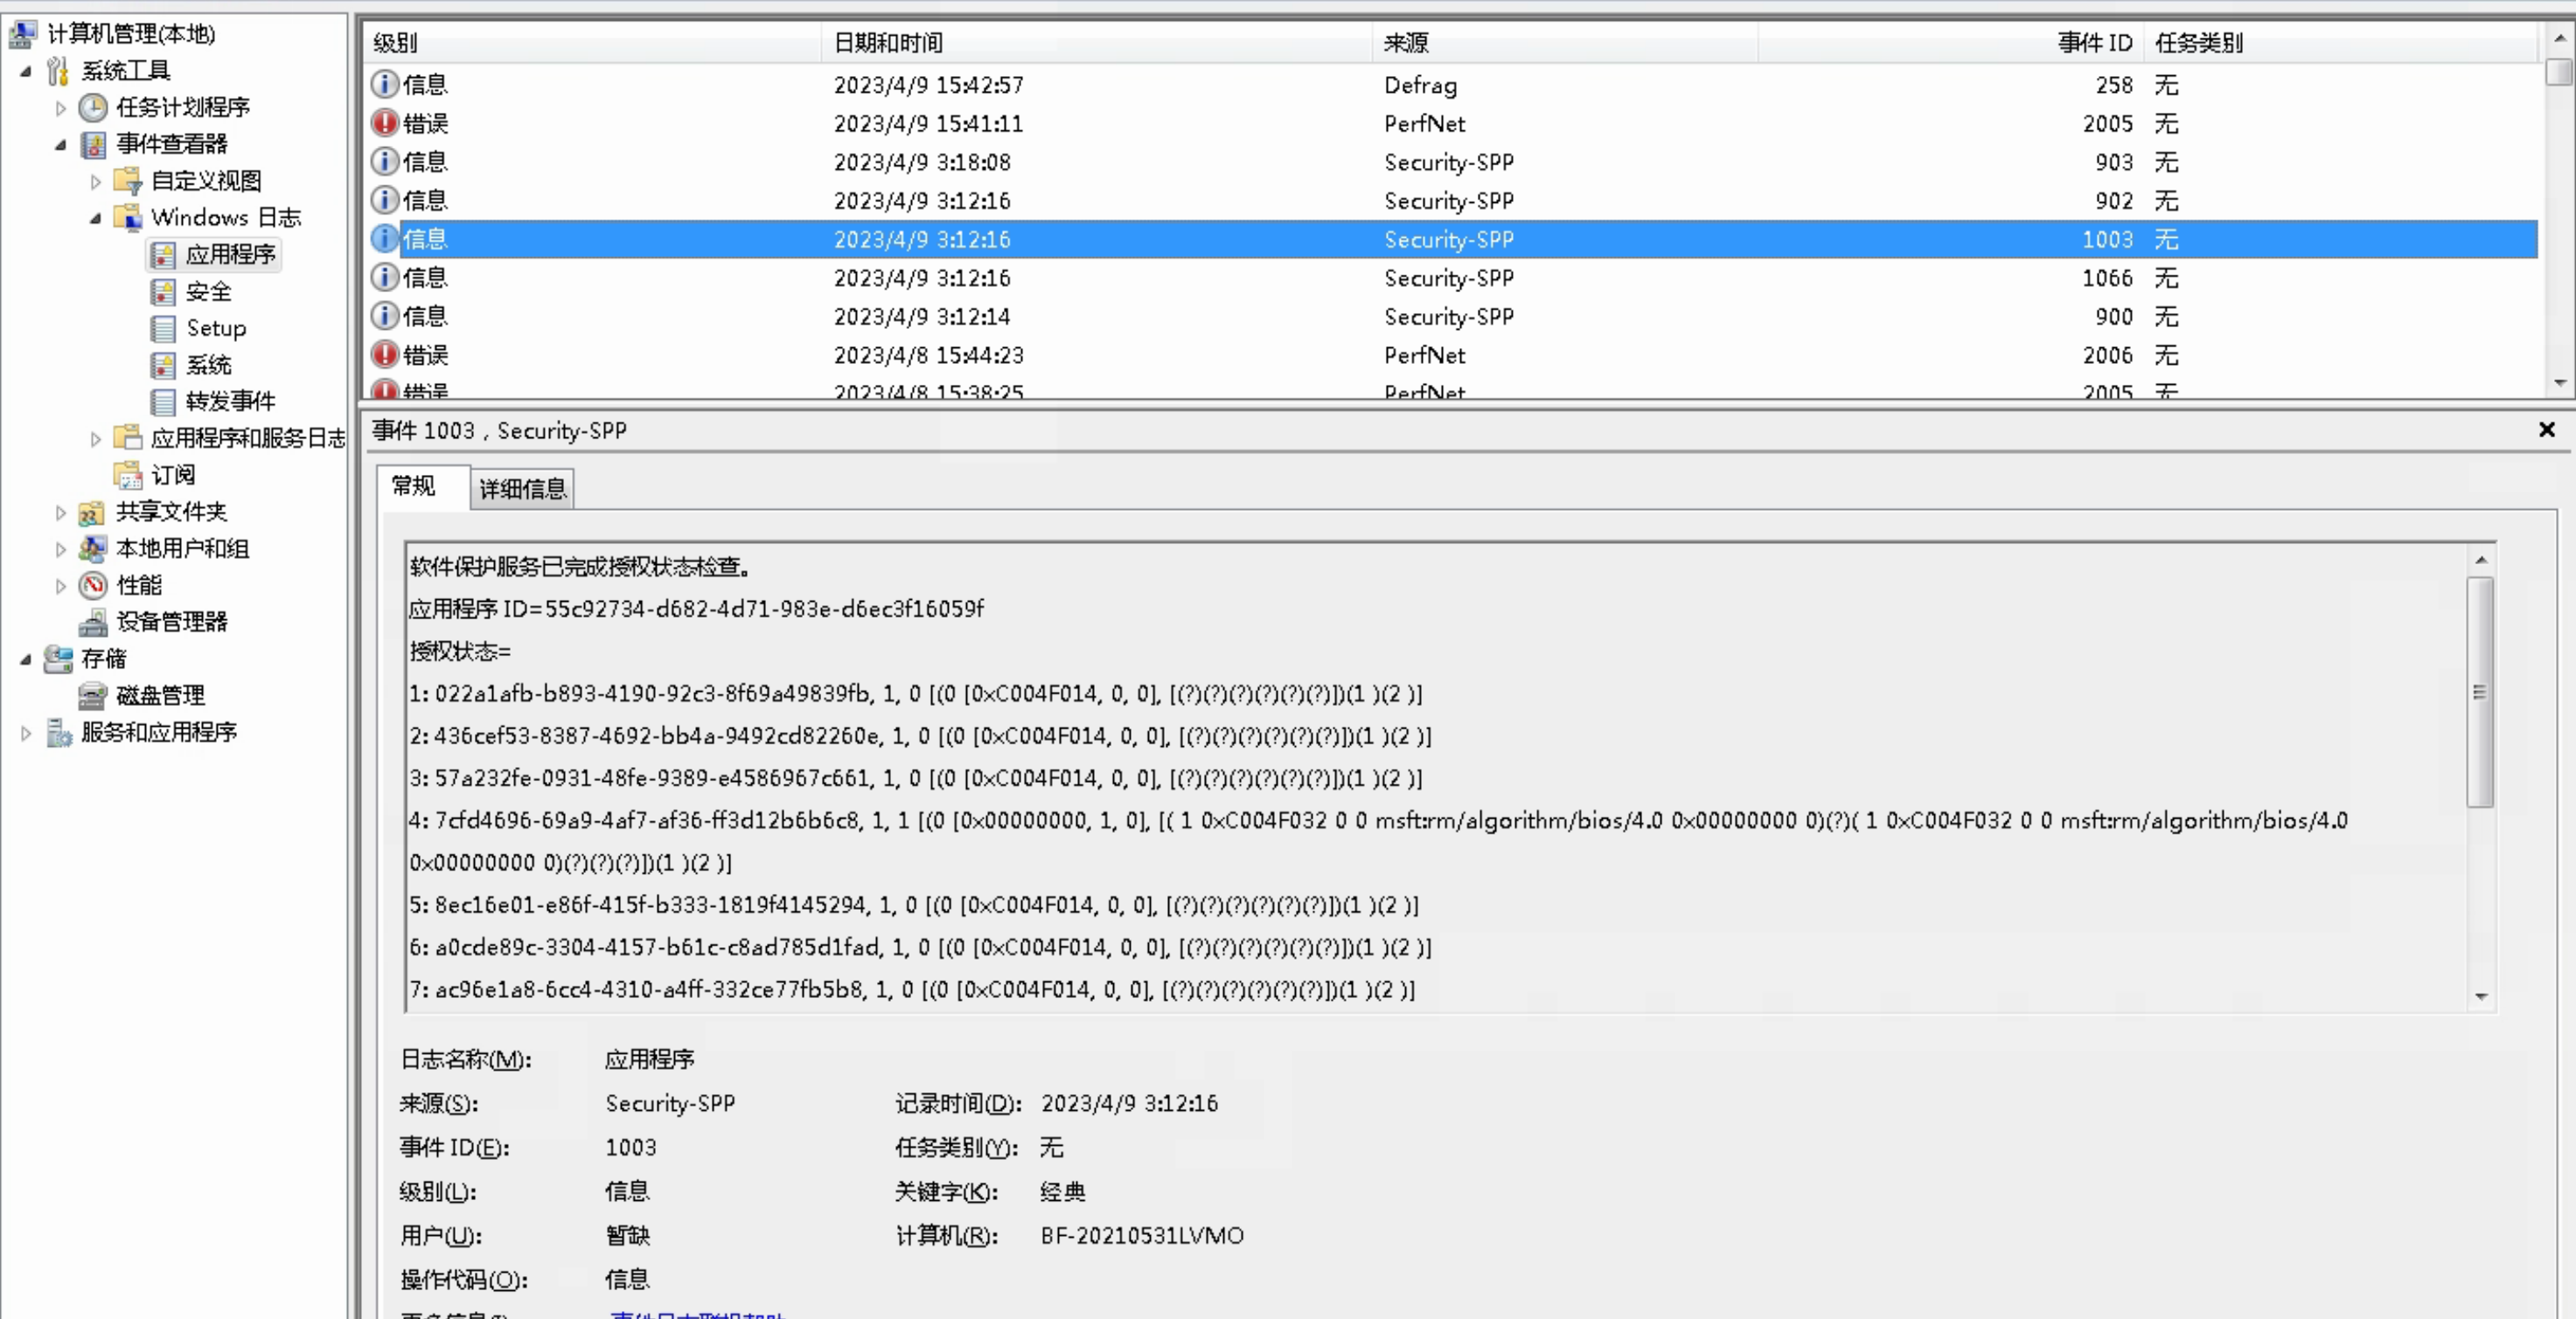 计算机管理(本地)
系统工具
任务计划程序
事件查看器
自定义视图
Windows 日志
应用程序
安全
Setup
系统
转发事件
应用程序和服务日志
订阅
共享文件夹
本地用户和组
性能
设备管理器
存储
磁盘管理
服务和应用程序
级别 日期和时间 来源 事件 ID 任务类别
信息 2023/4/9 15:42:57 Defrag 258 无
错误 2023/4/9 15:41:11 PerfNet 2005 无
信息 2023/4/9 3:18:08 Security-SPP 903 无
信息 2023/4/9 3:12:16 Security-SPP 902 无
信息 2023/4/9 3:12:16 Security-SPP 1003 无
信息 2023/4/9 3:12:16 Security-SPP 1066 无
信息 2023/4/9 3:12:14 Security-SPP 900 无
错误 2023/4/8 15:44:23 PerfNet 2006 无
错误 2023/4/8 15:38:25 PerfNet 2005 无
事件 1003 , Security-SPP
常规 详细信息
软件保护服务已完成授权状态检查。
应用程序 ID=55c92734-d682-4d71-983e-d6ec3f16059f
授权状态=
1: 022a1afb-b893-4190-92c3-8f69a49839fb, 1, 0 [(0 [0xC004F014, 0, 0], [(?)(?)(?)(?)(?)(?)])(1 )(2 )]
2: 436cef53-8387-4692-bb4a-9492cd82260e, 1, 0 [(0 [0xC004F014, 0, 0], [(?)(?)(?)(?)(?)(?)])(1 )(2 )]
3: 57a232fe-0931-48fe-9389-e4586967c661, 1, 0 [(0 [0xC004F014, 0, 0], [(?)(?)(?)(?)(?)(?)])(1 )(2 )]
4: 7cfd4696-69a9-4af7-af36-ff3d12b6b6c8, 1, 1 [(0 [0x00000000, 1, 0], [( 1 0xC004F032 0 0 msft:rm/algorithm/bios/4.0 0x00000000 0)(?)( 1 0xC004F032 0 0 msft:rm/algorithm/bios/4.0
0x00000000 0)(?)(?)(?)])(1 )(2 )]
5: 8ec16e01-e86f-415f-b333-1819f4145294, 1, 0 [(0 [0xC004F014, 0, 0], [(?)(?)(?)(?)(?)(?)])(1 )(2 )]
6: a0cde89c-3304-4157-b61c-c8ad785d1fad, 1, 0 [(0 [0xC004F014, 0, 0], [(?)(?)(?)(?)(?)(?)])(1 )(2 )]
7: ac96e1a8-6cc4-4310-a4ff-332ce77fb5b8, 1, 0 [(0 [0xC004F014, 0, 0], [(?)(?)(?)(?)(?)(?)])(1 )(2 )]
日志名称(M): 应用程序
来源(S): Security-SPP 记录时间(D): 2023/4/9 3:12:16
事件 ID(E): 1003 任务类别(Y): 无
级别(L): 信息 关键字(K): 经典
用户(U): 暂缺 计算机(R): BF-20210531LVMO
操作代码(O): 信息